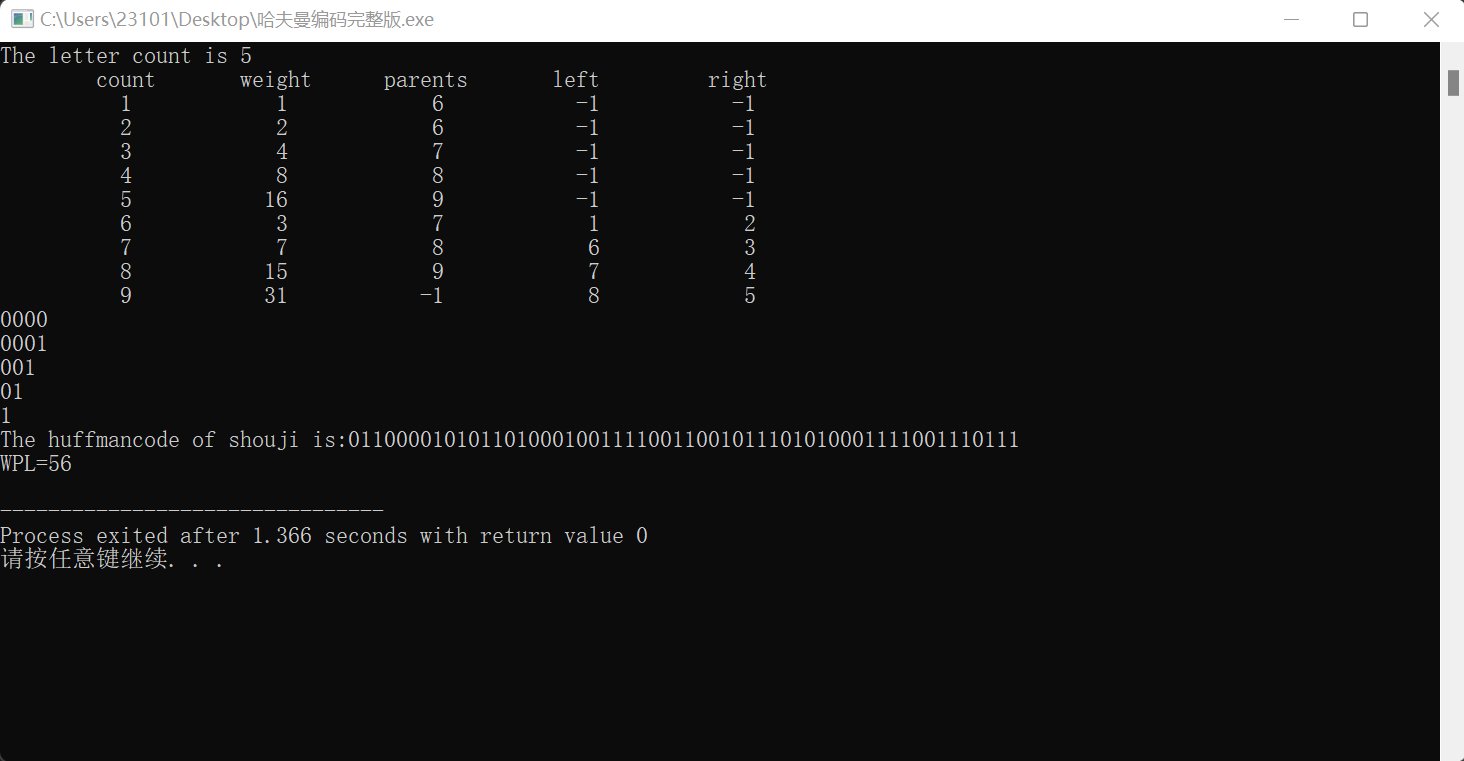 C:\Users\23101\Desktop\哈夫曼编码完整版.exe
The letter count is 5
count weight parents left right
1 1 6 -1 -1
2 2 6 -1 -1
3 4 7 -1 -1
4 8 8 -1 -1
5 16 9 -1 -1
6 3 7 1 2
7 7 8 6 3
8 15 9 7 4
9 31 -1 8 5
0000
0001
001
01
1
The huffmancode of shouji is:01100001010110100010011110011001011101010001111001110111
WPL=56
--------------------------------
Process exited after 1.366 seconds with return value 0
请按任意键继续. . .